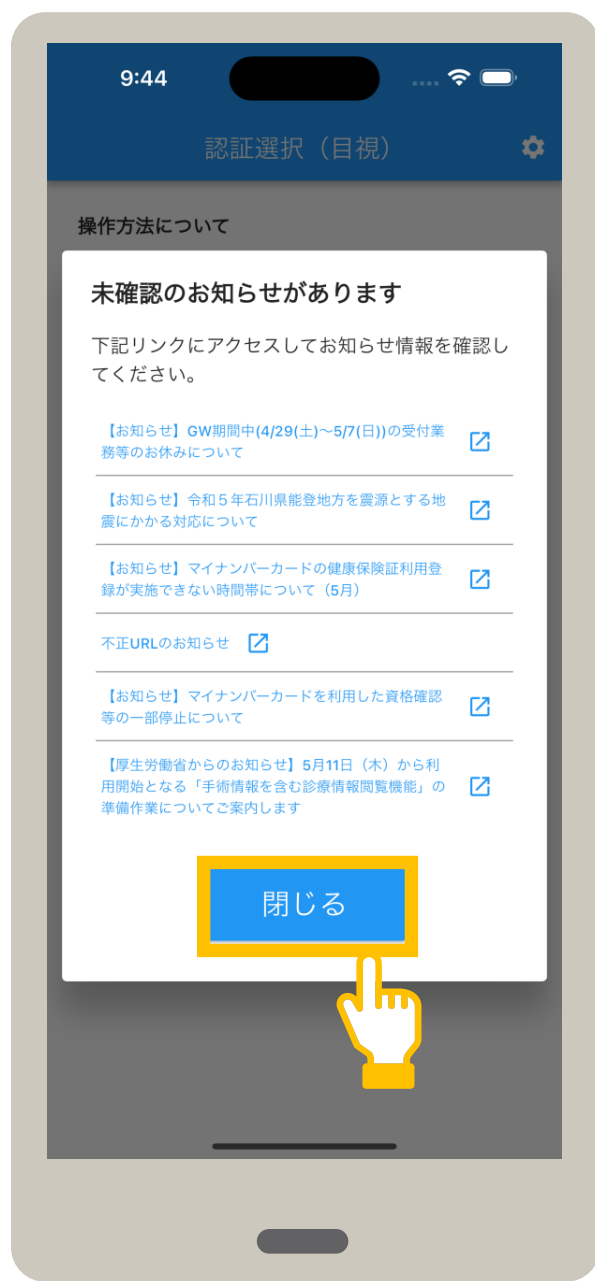 9:44
認証選択（目視）
操作方法について
未確認のお知らせがあります
下記リンクにアクセスしてお知らせ情報を確認し
てください。
【お知らせ】GW期間中(4/29(土)〜5/7(日))の受付業
務等のお休みについて
【お知らせ】令和５年石川県能登地方を震源とする地
震にかかる対応について
【お知らせ】マイナンバーカードの健康保険証利用登
録が実施できない時間帯について（5月）
不正URLのお知らせ
【お知らせ】マイナンバーカードを利用した資格確認
等の一部停止について
【厚生労働省からのお知らせ】5月11日（木）から利
用開始となる「手術情報を含む診療情報閲覧機能」の
準備作業についてご案内します
閉じる